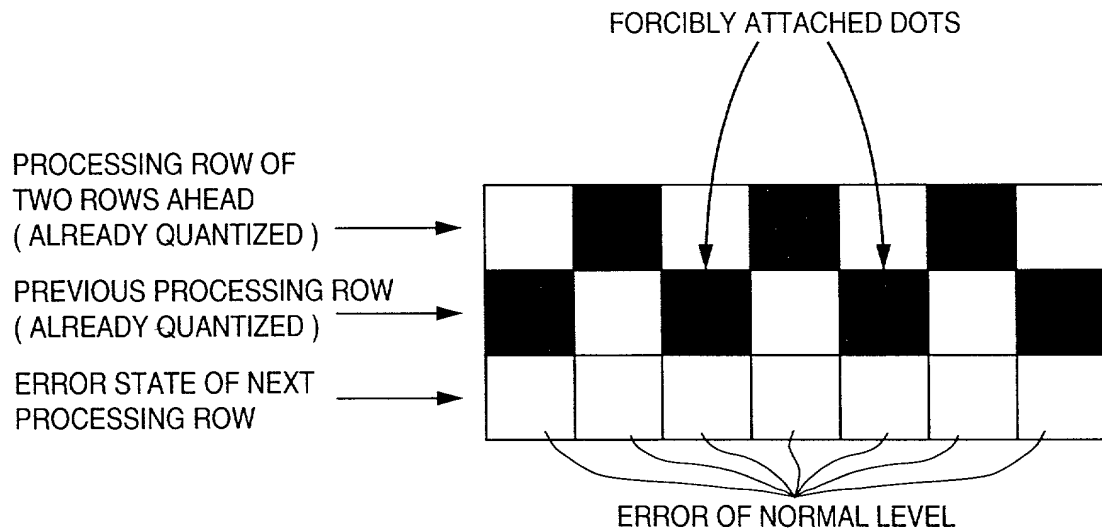 FORCIBLY ATTACHED DOTS
PROCESSING ROW OF
TWO ROWS AHEAD
( ALREADY QUANTIZED )
PREVIOUS PROCESSING ROW
( ALREADY QUANTIZED )
ERROR STATE OF NEXT
PROCESSING ROW
ERROR OF NORMAL LEVEL